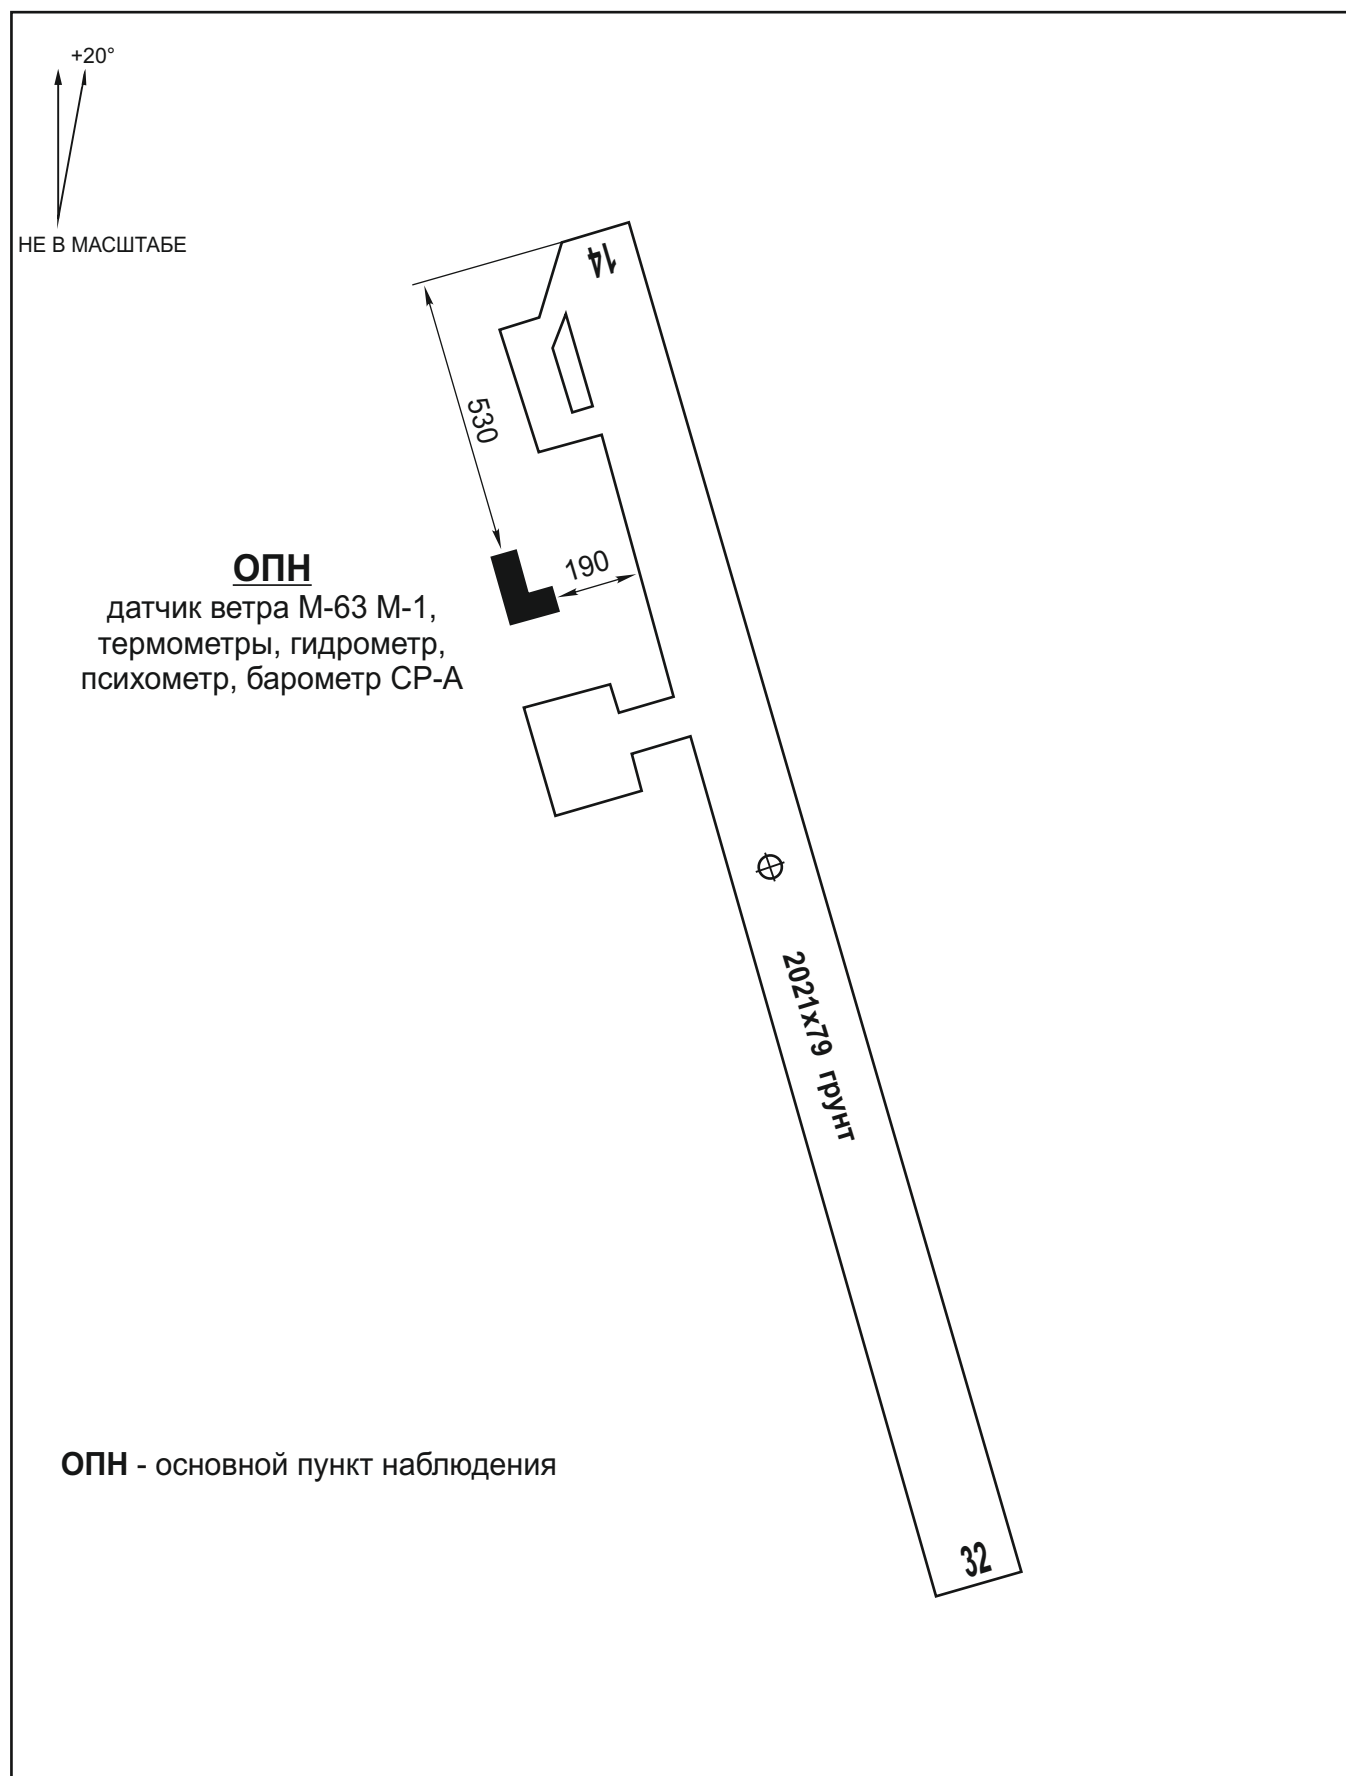 +20°
НЕ В МАСШТАБЕ
14
530
190
ОПН
датчик ветра М-63 М-1,
термометры, гидрометр,
психометр, барометр СР-А
2021х79 грунт
ОПН - основной пункт наблюдения
32